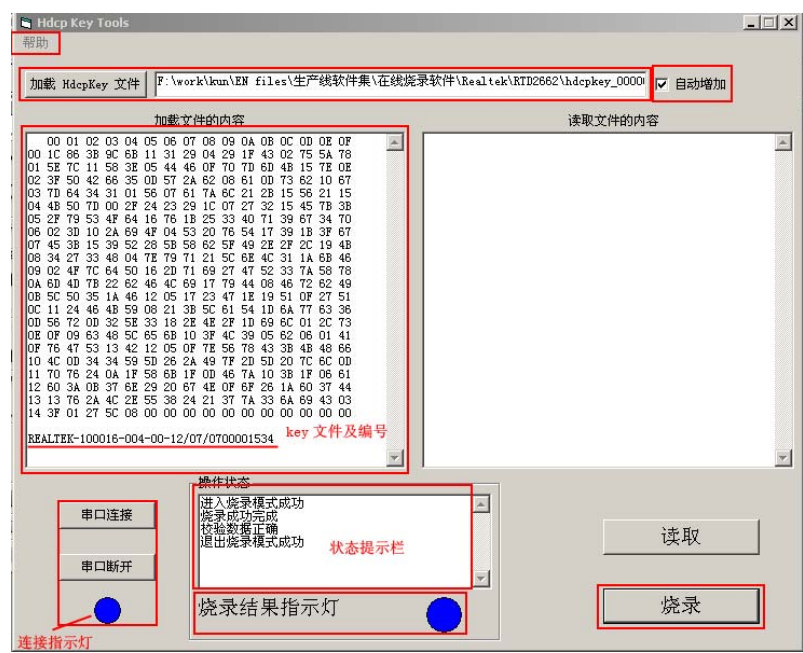 Hdcp Key Tools
帮助
加载 HdcpKey 文件 F:\work\kun\EN files\生产线软件集\在线烧录软件\Realtek\RTD2662\hdcpkey_0000 自动增加
加载文件的内容 读取文件的内容
00 01 02 03 04 05 06 07 08 09 0A 0B 0C 0D 0E 0F
00 1C 86 3B 9C 6B 11 31 29 04 29 1F 43 02 75 5A 78
01 5E 7C 11 58 3E 05 44 46 0F 70 7D 6D 4B 15 7E 0E
02 3F 50 42 66 35 0D 57 2A 62 08 61 0D 73 62 10 67
03 7D 64 34 31 01 56 07 61 7A 6C 21 2B 15 56 21 15
04 4B 50 7D 00 2F 24 23 29 1C 07 27 32 15 45 7B 3B
05 2F 79 53 4F 64 16 76 1B 25 33 40 71 39 67 34 70
06 02 3D 10 2A 69 4F 04 53 20 76 54 17 39 1B 3F 67
07 45 3B 15 39 52 28 5B 58 62 5F 49 2E 2F 2C 19 4B
08 34 27 33 48 04 7E 79 71 21 5C 6E 4C 31 1A 6B 46
09 02 4F 7C 64 50 16 2D 71 69 27 47 52 33 7A 58 78
0A 6D 4D 7B 22 62 46 4C 69 17 79 44 08 46 72 62 49
0B 5C 50 35 1A 46 12 05 17 23 47 1E 19 51 0F 27 51
0C 11 24 46 4B 59 08 21 3B 5C 61 54 1D 6A 77 63 36
0D 56 72 0D 32 5E 33 18 2E 4E 2F 1D 69 6C 01 2C 73
0E 0F 09 63 48 5C 65 6B 10 3F 4C 39 05 62 06 01 41
0F 76 47 53 13 42 12 05 0F 7E 56 78 43 3B 4B 48 66
10 4C 0D 34 34 59 5D 26 2A 49 7F 2D 5D 20 7C 6C 0D
11 70 76 24 0A 1F 58 6B 1F 0D 46 7A 10 3B 1F 06 61
12 60 3A 0B 37 6E 29 20 67 4E 0F 6F 26 1A 60 37 44
13 13 76 2A 4C 2E 55 38 24 21 37 7A 33 6A 69 43 03
14 3F 01 27 5C 08 00 00 00 00 00 00 00 00 00 00 00
REALTEK-100016-004-00-12/07/0700001534 key 文件及编号
操作状态
进入烧录模式成功
烧录成功完成
校验数据正确
退出烧录模式成功
状态提示栏
串口连接
串口断开
连接指示灯
烧录结果指示灯
读取
烧录